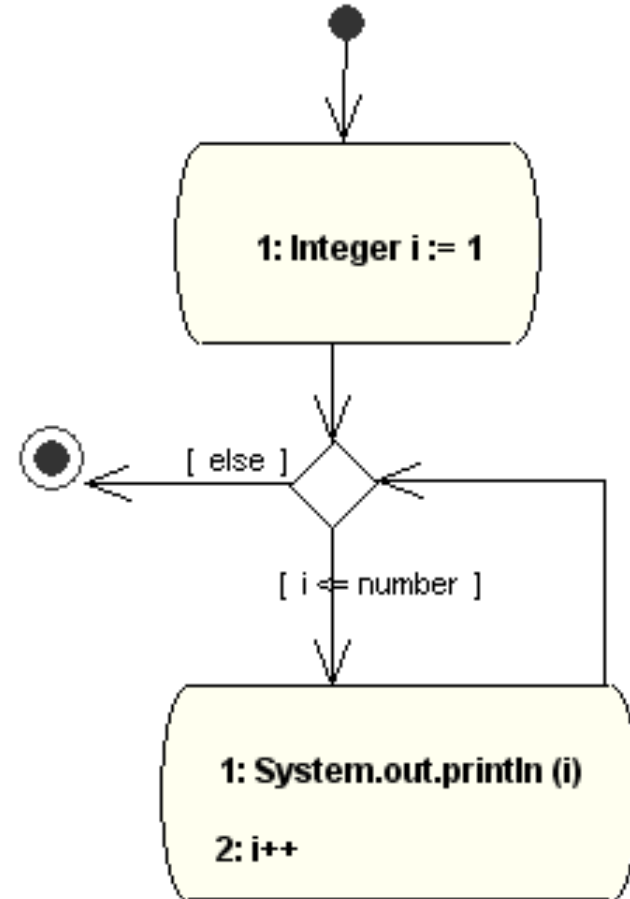 1: Integer i := 1
[ else ]
[ i <= number ]
1: System.out.println (i)
2: i++